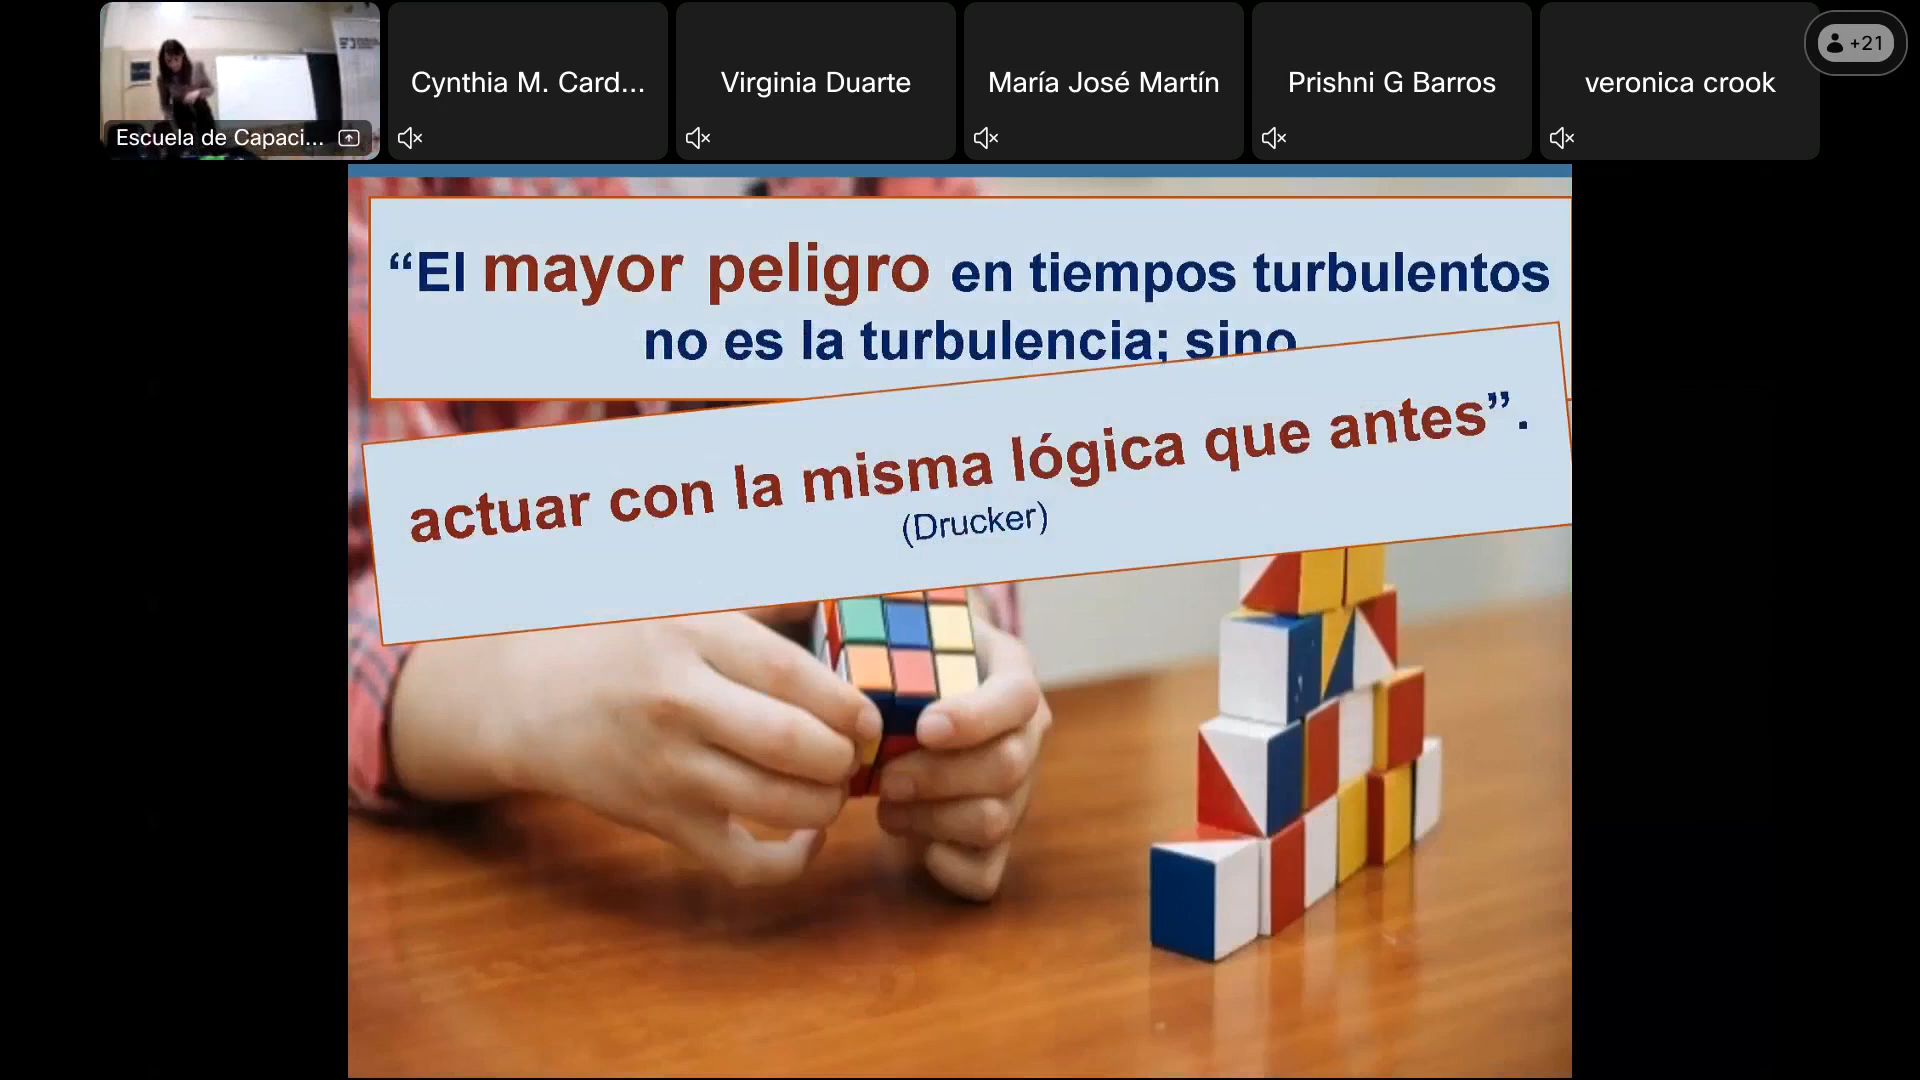 Escuela de Capaci...
Cynthia M. Card...
Virginia Duarte
María José Martín
Prishni G Barros
veronica crook
+21
“El mayor peligro en tiempos turbulentos
no es la turbulencia; sino
actuar con la misma lógica que antes”.
(Drucker)